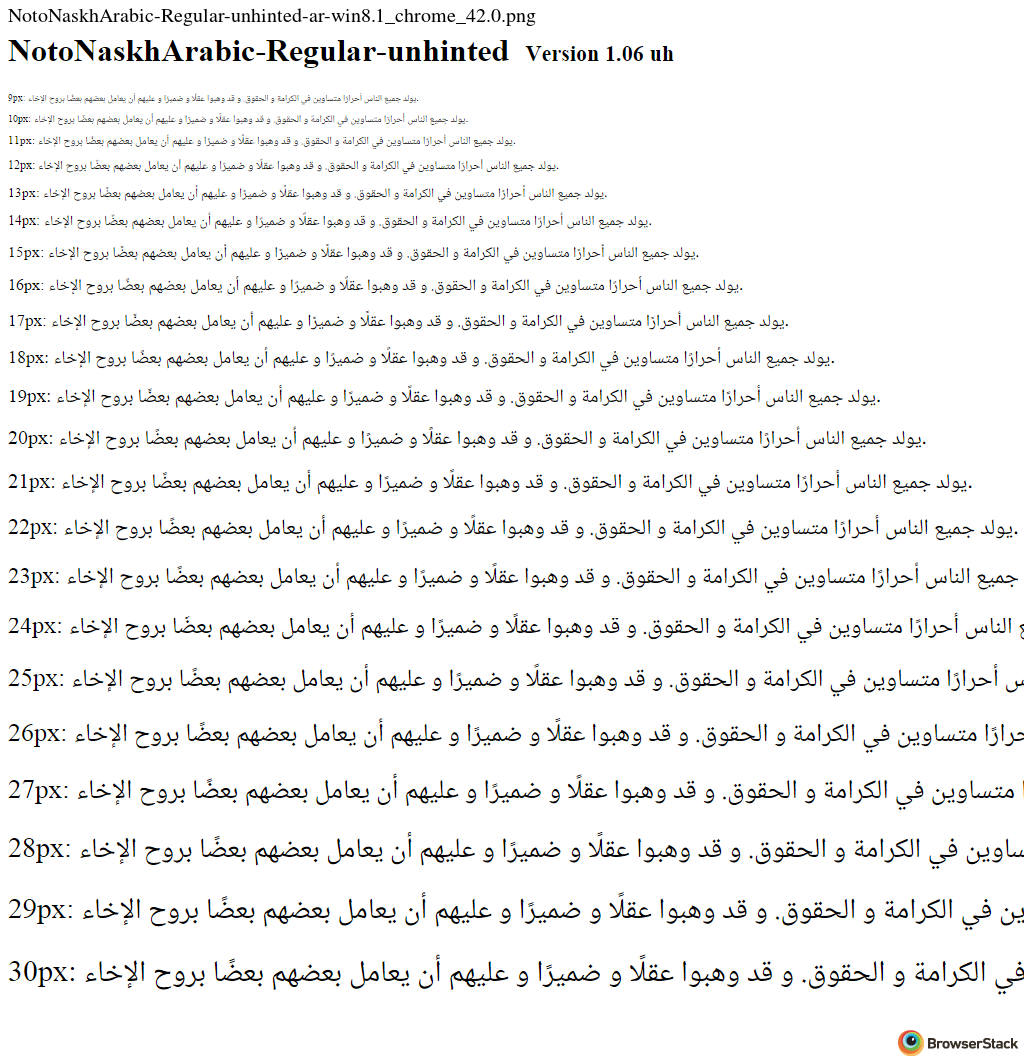 NotoNaskhArabic-Regular-unhinted-ar-win8.1_chrome_42.0.png
NotoNaskhArabic-Regular-unhinted Version 1.06 uh
9px: يولد جميع الناس أحرارًا متساوين في الكرامة و الحقوق. و قد وهبوا عقلًا و ضميرًا و عليهم أن يعامل بعضهم بعضًا بروح الإخاء.
10px: يولد جميع الناس أحرارًا متساوين في الكرامة و الحقوق. و قد وهبوا عقلًا و ضميرًا و عليهم أن يعامل بعضهم بعضًا بروح الإخاء.
11px: يولد جميع الناس أحرارًا متساوين في الكرامة و الحقوق. و قد وهبوا عقلًا و ضميرًا و عليهم أن يعامل بعضهم بعضًا بروح الإخاء.
12px: يولد جميع الناس أحرارًا متساوين في الكرامة و الحقوق. و قد وهبوا عقلًا و ضميرًا و عليهم أن يعامل بعضهم بعضًا بروح الإخاء.
13px: يولد جميع الناس أحرارًا متساوين في الكرامة و الحقوق. و قد وهبوا عقلًا و ضميرًا و عليهم أن يعامل بعضهم بعضًا بروح الإخاء.
14px: يولد جميع الناس أحرارًا متساوين في الكرامة و الحقوق. و قد وهبوا عقلًا و ضميرًا و عليهم أن يعامل بعضهم بعضًا بروح الإخاء.
15px: يولد جميع الناس أحرارًا متساوين في الكرامة و الحقوق. و قد وهبوا عقلًا و ضميرًا و عليهم أن يعامل بعضهم بعضًا بروح الإخاء.
16px: يولد جميع الناس أحرارًا متساوين في الكرامة و الحقوق. و قد وهبوا عقلًا و ضميرًا و عليهم أن يعامل بعضهم بعضًا بروح الإخاء.
17px: يولد جميع الناس أحرارًا متساوين في الكرامة و الحقوق. و قد وهبوا عقلًا و ضميرًا و عليهم أن يعامل بعضهم بعضًا بروح الإخاء.
18px: يولد جميع الناس أحرارًا متساوين في الكرامة و الحقوق. و قد وهبوا عقلًا و ضميرًا و عليهم أن يعامل بعضهم بعضًا بروح الإخاء.
19px: يولد جميع الناس أحرارًا متساوين في الكرامة و الحقوق. و قد وهبوا عقلًا و ضميرًا و عليهم أن يعامل بعضهم بعضًا بروح الإخاء.
20px: يولد جميع الناس أحرارًا متساوين في الكرامة و الحقوق. و قد وهبوا عقلًا و ضميرًا و عليهم أن يعامل بعضهم بعضًا بروح الإخاء.
21px: يولد جميع الناس أحرارًا متساوين في الكرامة و الحقوق. و قد وهبوا عقلًا و ضميرًا و عليهم أن يعامل بعضهم بعضًا بروح الإخاء.
22px: يولد جميع الناس أحرارًا متساوين في الكرامة و الحقوق. و قد وهبوا عقلًا و ضميرًا و عليهم أن يعامل بعضهم بعضًا بروح الإخاء.
23px: جميع الناس أحرارًا متساوين في الكرامة و الحقوق. و قد وهبوا عقلًا و ضميرًا و عليهم أن يعامل بعضهم بعضًا بروح الإخاء
24px: الناس أحرارًا متساوين في الكرامة و الحقوق. و قد وهبوا عقلًا و ضميرًا و عليهم أن يعامل بعضهم بعضًا بروح الإخاء
25px: أحرارًا متساوين في الكرامة و الحقوق. و قد وهبوا عقلًا و ضميرًا و عليهم أن يعامل بعضهم بعضًا بروح الإخاء
26px: متساوين في الكرامة و الحقوق. و قد وهبوا عقلًا و ضميرًا و عليهم أن يعامل بعضهم بعضًا بروح الإخاء
27px: متساوين في الكرامة و الحقوق. و قد وهبوا عقلًا و ضميرًا و عليهم أن يعامل بعضهم بعضًا بروح الإخاء
28px: في الكرامة و الحقوق. و قد وهبوا عقلًا و ضميرًا و عليهم أن يعامل بعضهم بعضًا بروح الإخاء
29px: في الكرامة و الحقوق. و قد وهبوا عقلًا و ضميرًا و عليهم أن يعامل بعضهم بعضًا بروح الإخاء
30px: في الكرامة و الحقوق. و قد وهبوا عقلًا و ضميرًا و عليهم أن يعامل بعضهم بعضًا بروح الإخاء
BrowserStack